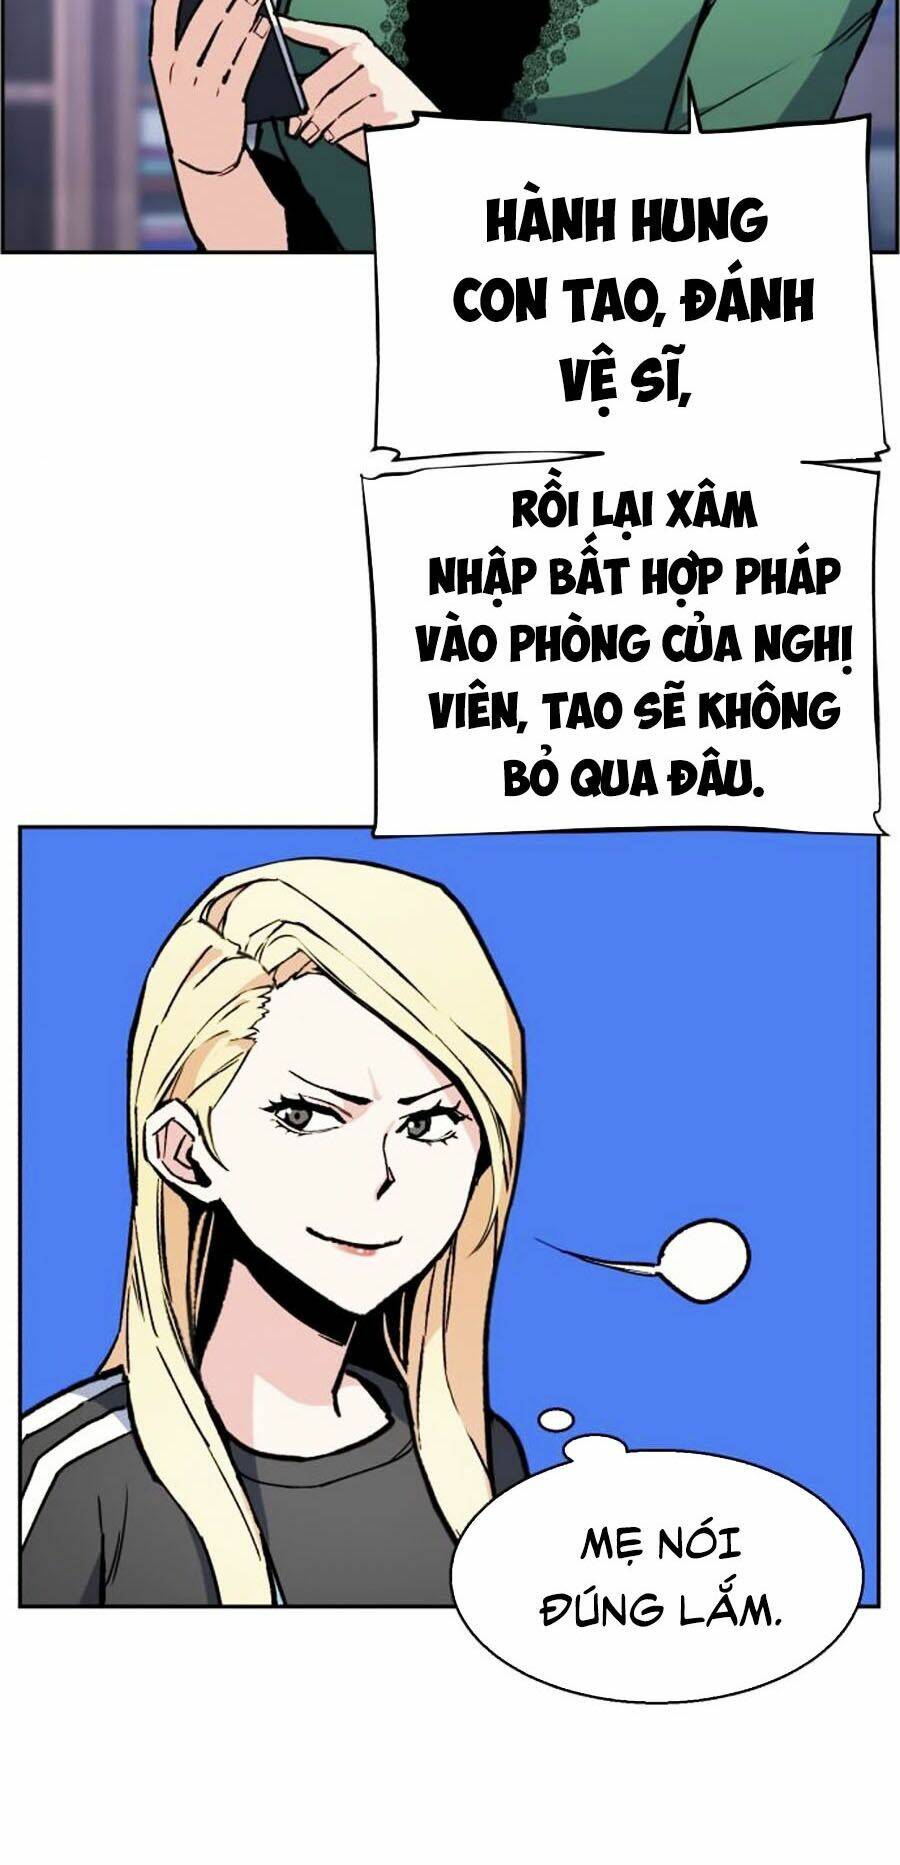 HÀNH HUNG
CON TAO, ĐÁNH
VỆ SĨ,
RỒI LẠI XÂM
NHẬP BẤT HỢP PHÁP
VÀO PHÒNG CỦA NGHỊ
VIÊN, TAO SẼ KHÔNG
BỎ QUA ĐÂU.
MẸ NÓI
ĐÚNG LẮM.